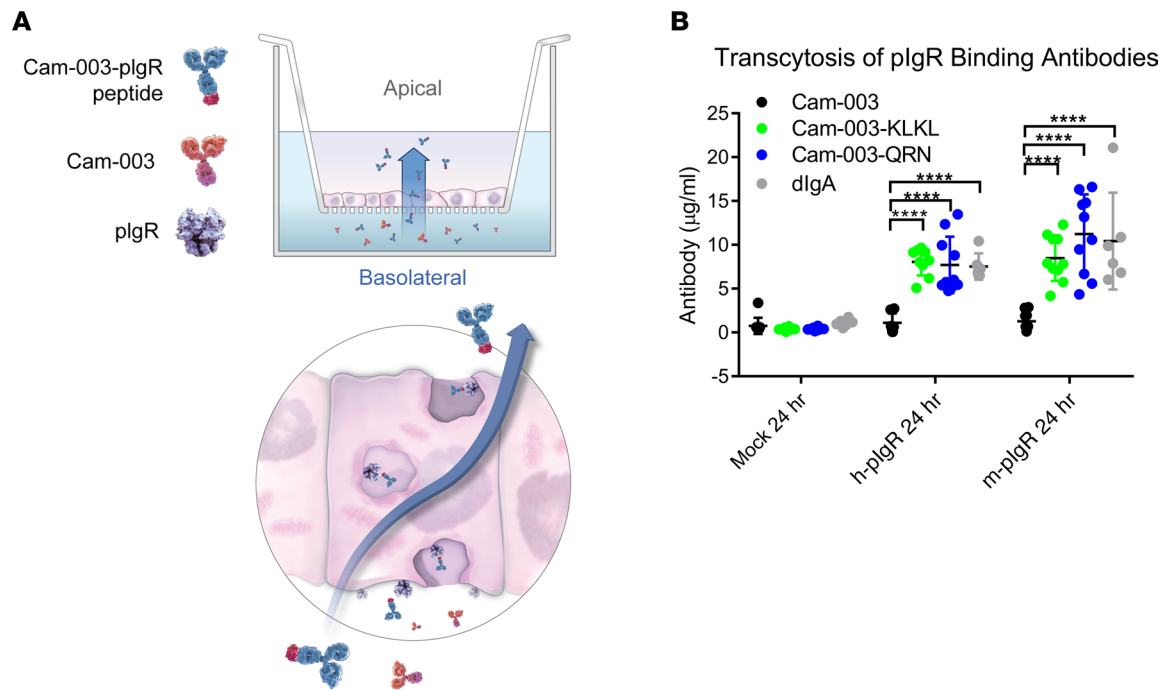 A
Cam-003-pIgR
peptide
Cam-003
pIgR
Apical
Basolateral
B
Transcytosis of pIgR Binding Antibodies
Cam-003
Cam-003-KLKL
Cam-003-QRN
dIgA
Antibody (µg/ml)
25
20
15
10
5
0
-5
****
****
****
****
****
****
Mock 24 hr
h-pIgR 24 hr
m-pIgR 24 hr